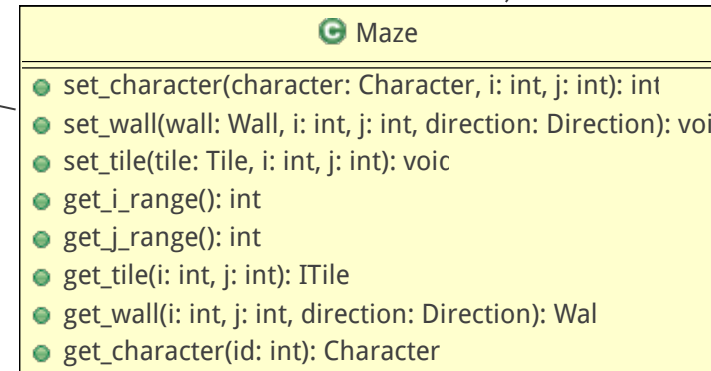 C Maze
set_character(character: Character, i: int, j: int): int
set_wall(wall: Wall, i: int, j: int, direction: Direction): voi
set_tile(tile: Tile, i: int, j: int): voic
get_i_range(): int
get_j_range(): int
get_tile(i: int, j: int): ITile
get_wall(i: int, j: int, direction: Direction): Wal
get_character(id: int): Character